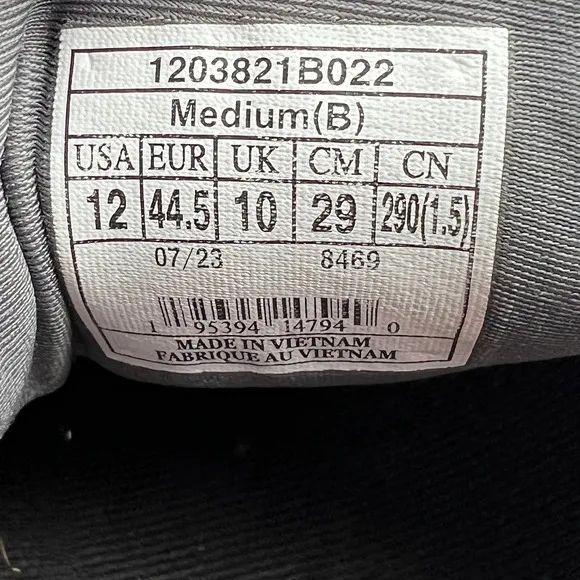 1203821B022
Medium(B)
USA EUR UK CM CN
12 44.5 10 29 290(1.5)
07/23 8469
1 95394 14794 0
MADE IN VIETNAM
FABRIQUE AU VIETNAM